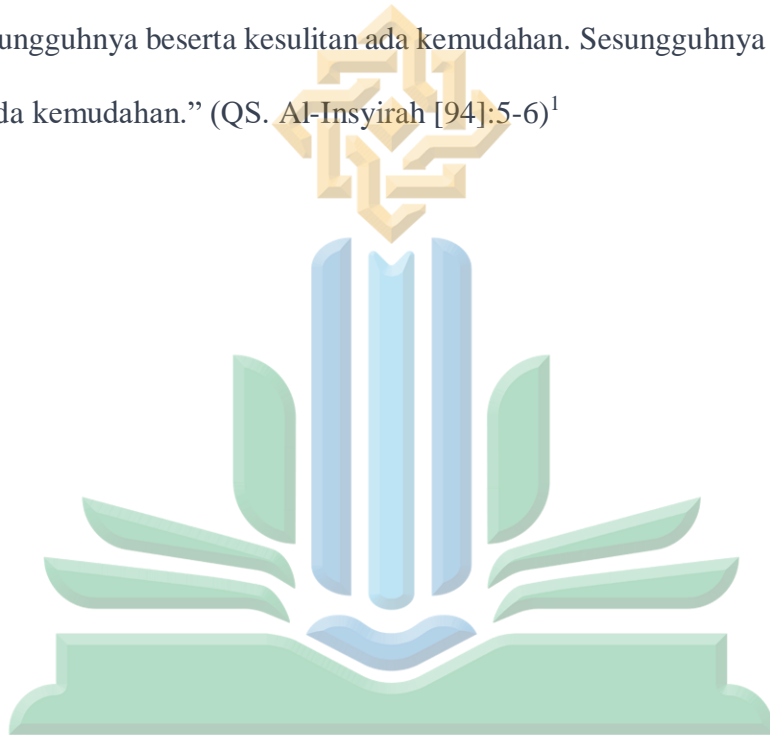 ungguhnya beserta kesulitan ada kemudahan. Sesungguhnya
da kemudahan.” (QS. Al-Insyirah [94]:5-6)¹